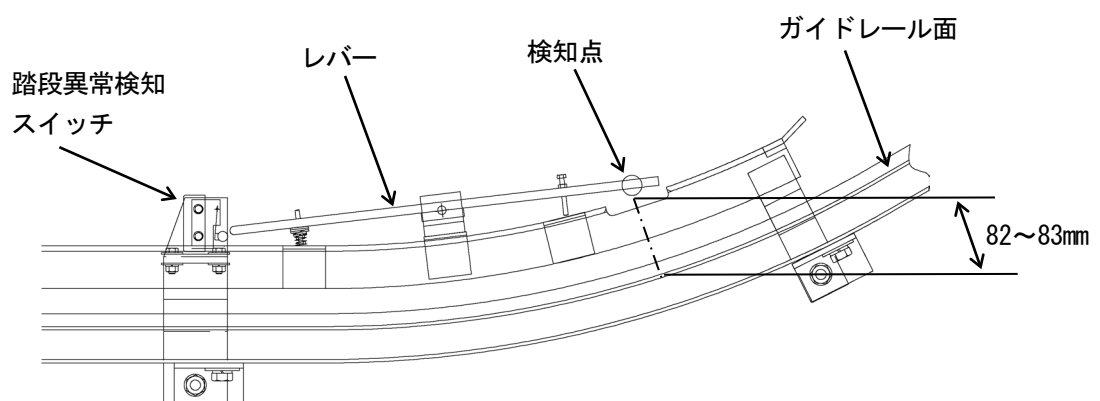 ガイドレール面
検知点
レバー
踏段異常検知
スイッチ
82～83mm